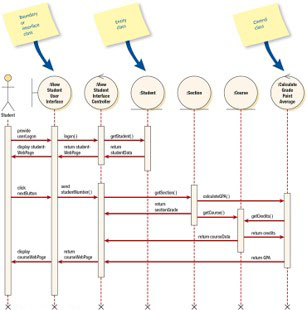 Boundary
or
interface
class
Entity
class
Control
class
:View
Student
User
Interface
:View
Student
Interface
Controller
:Student
:Section
:Course
:Calculate
Grade
Point
Average
Student
provide
userLogon
logon( )
getStudent( )
display student-
WebPage
return student-
WebPage
return
studentData
click
nextButton
send
studentNumber( )
getSection( )
calculateGPA( )
return
sectionGrade
getCourse( )
getCredits( )
return courseData
return credits
display
courseWebPage
return
courseWebPage
return GPA